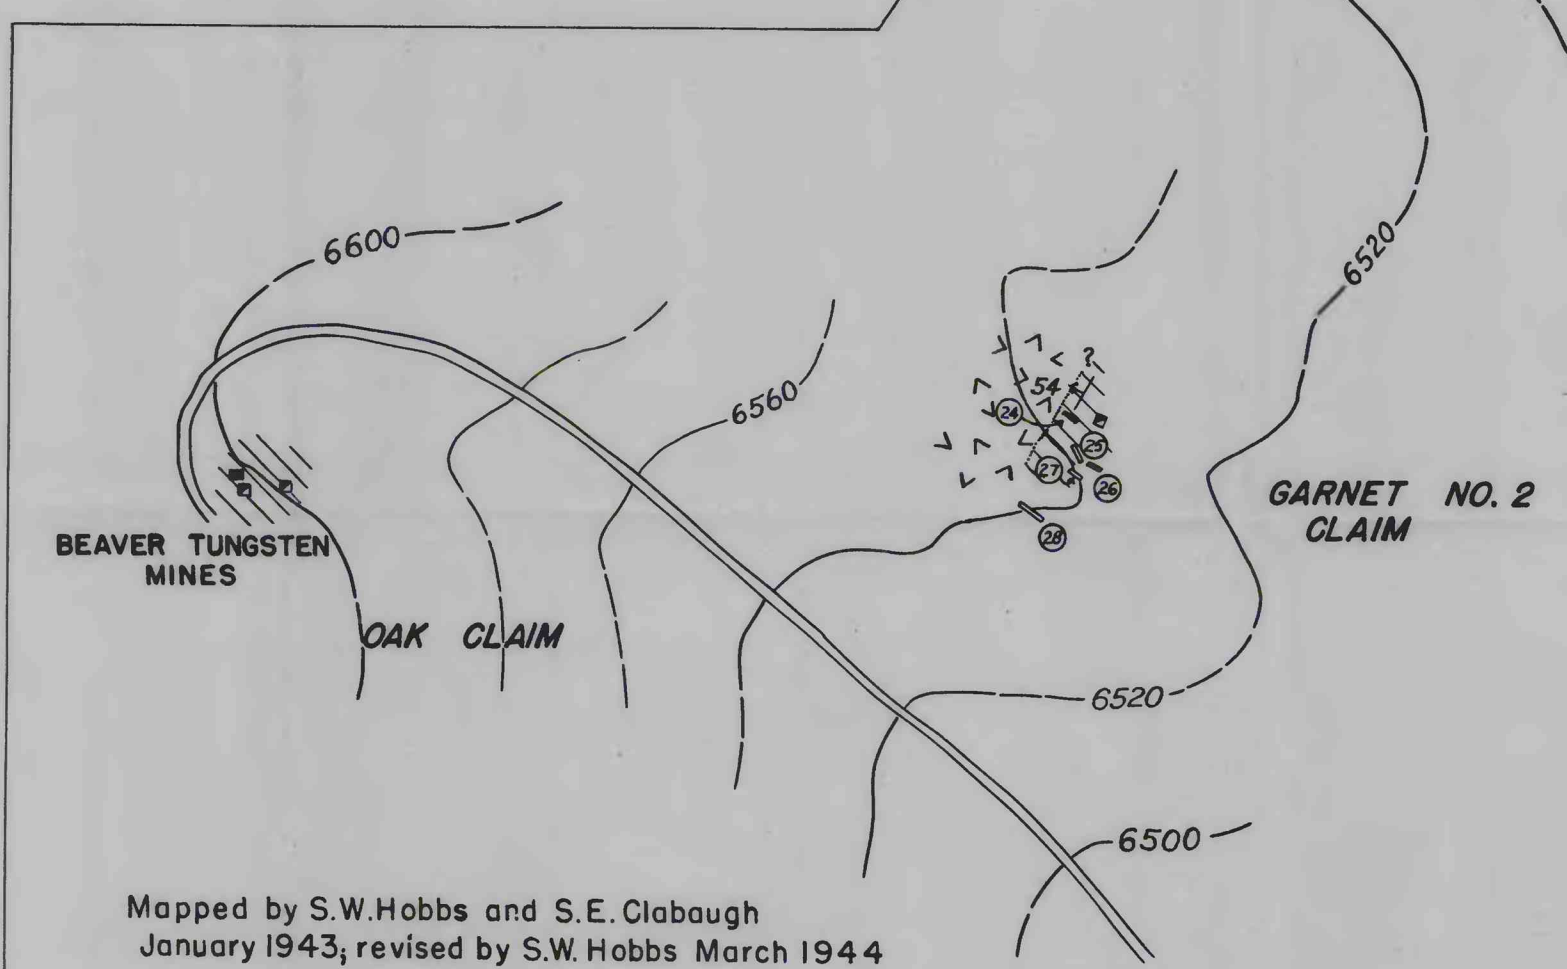 6600
6520
6560
?
54
24
25
27
26
28
GARNET NO. 2
CLAIM
BEAVER TUNGSTEN
MINES
OAK CLAIM
6520
6500
Mapped by S.W. Hobbs and S.E. Clabaugh
January 1943; revised by S.W. Hobbs March 1944